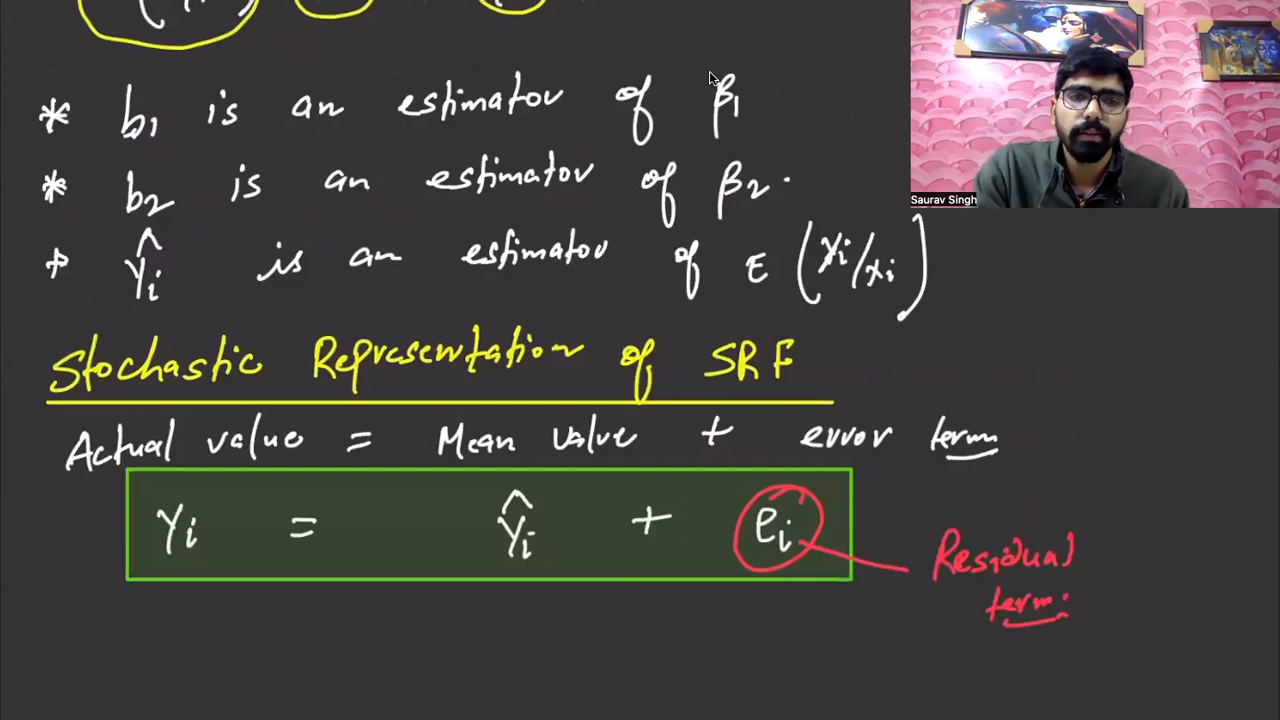 * b₁ is an estimator of β₁
* b₂ is an estimator of β₂.
* Ŷi is an estimator of E (Yi/Xi)
Saurav Singh
Stochastic Representation of SRF
Actual value = Mean value + error term
Yi = Ŷi + ei
Residual
term.